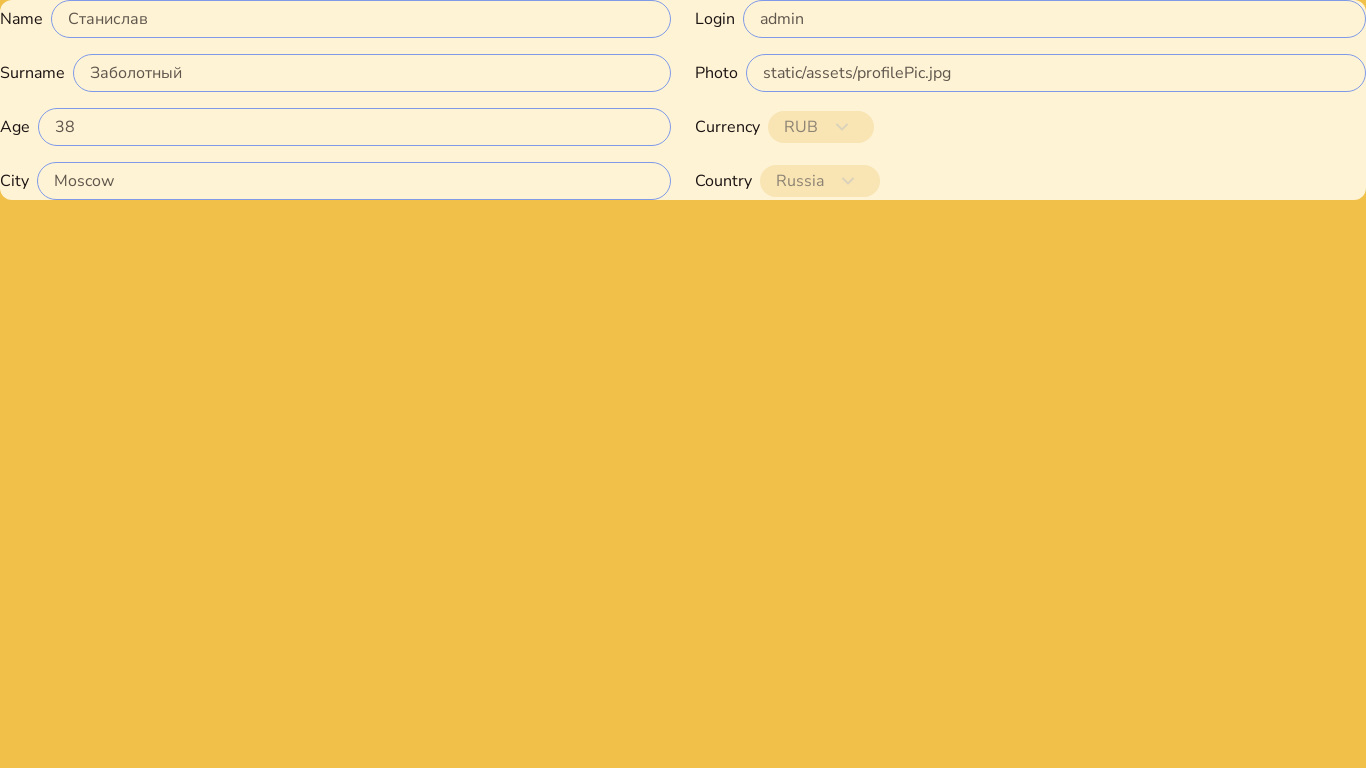 Name Станислав
Surname Заболотный
Age 38
City Moscow
Login admin
Photo static/assets/profilePic.jpg
Currency RUB
Country Russia